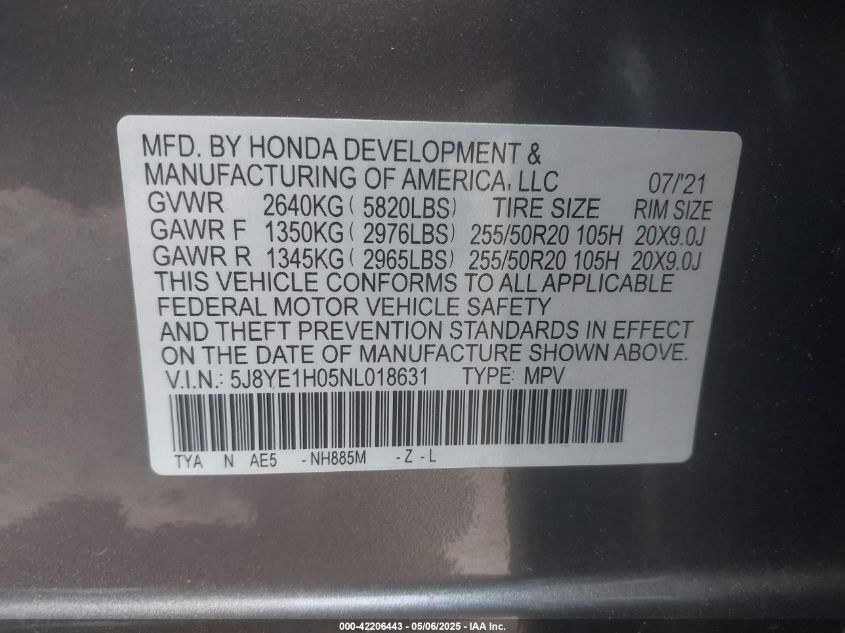 MFD. BY HONDA DEVELOPMENT &
MANUFACTURING OF AMERICA, LLC 07/'21
GVWR 2640KG ( 5820LBS) TIRE SIZE RIM SIZE
GAWR F 1350KG ( 2976LBS) 255/50R20 105H 20X9.0J
GAWR R 1345KG ( 2965LBS) 255/50R20 105H 20X9.0J
THIS VEHICLE CONFORMS TO ALL APPLICABLE
FEDERAL MOTOR VEHICLE SAFETY
AND THEFT PREVENTION STANDARDS IN EFFECT
ON THE DATE OF MANUFACTURE SHOWN ABOVE.
V.I.N.: 5J8YE1H05NL018631 TYPE: MPV
TYA N AE5 -NH885M -Z-L
000-42206443 - 05/06/2025 - IAA Inc.